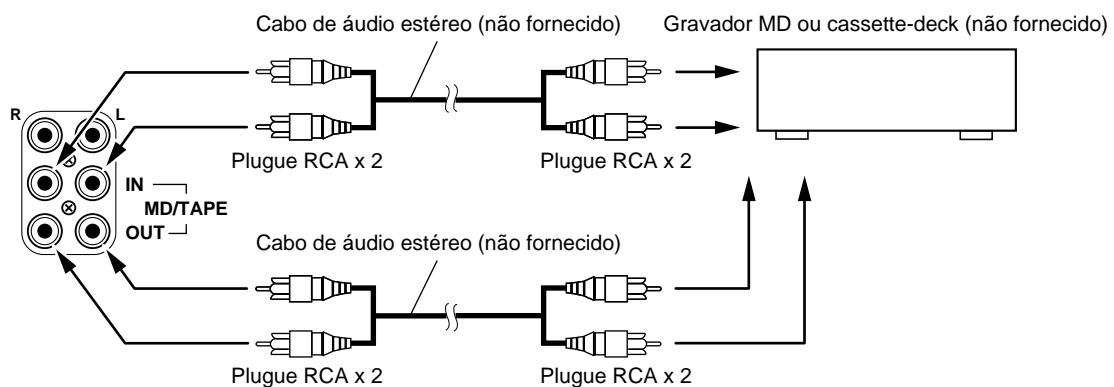 Cabo de áudio estéreo (não fornecido)
Gravador MD ou cassette-deck (não fornecido)
R
L
Plugue RCA x 2
Plugue RCA x 2
IN
MD/TAPE
OUT
Cabo de áudio estéreo (não fornecido)
Plugue RCA x 2
Plugue RCA x 2